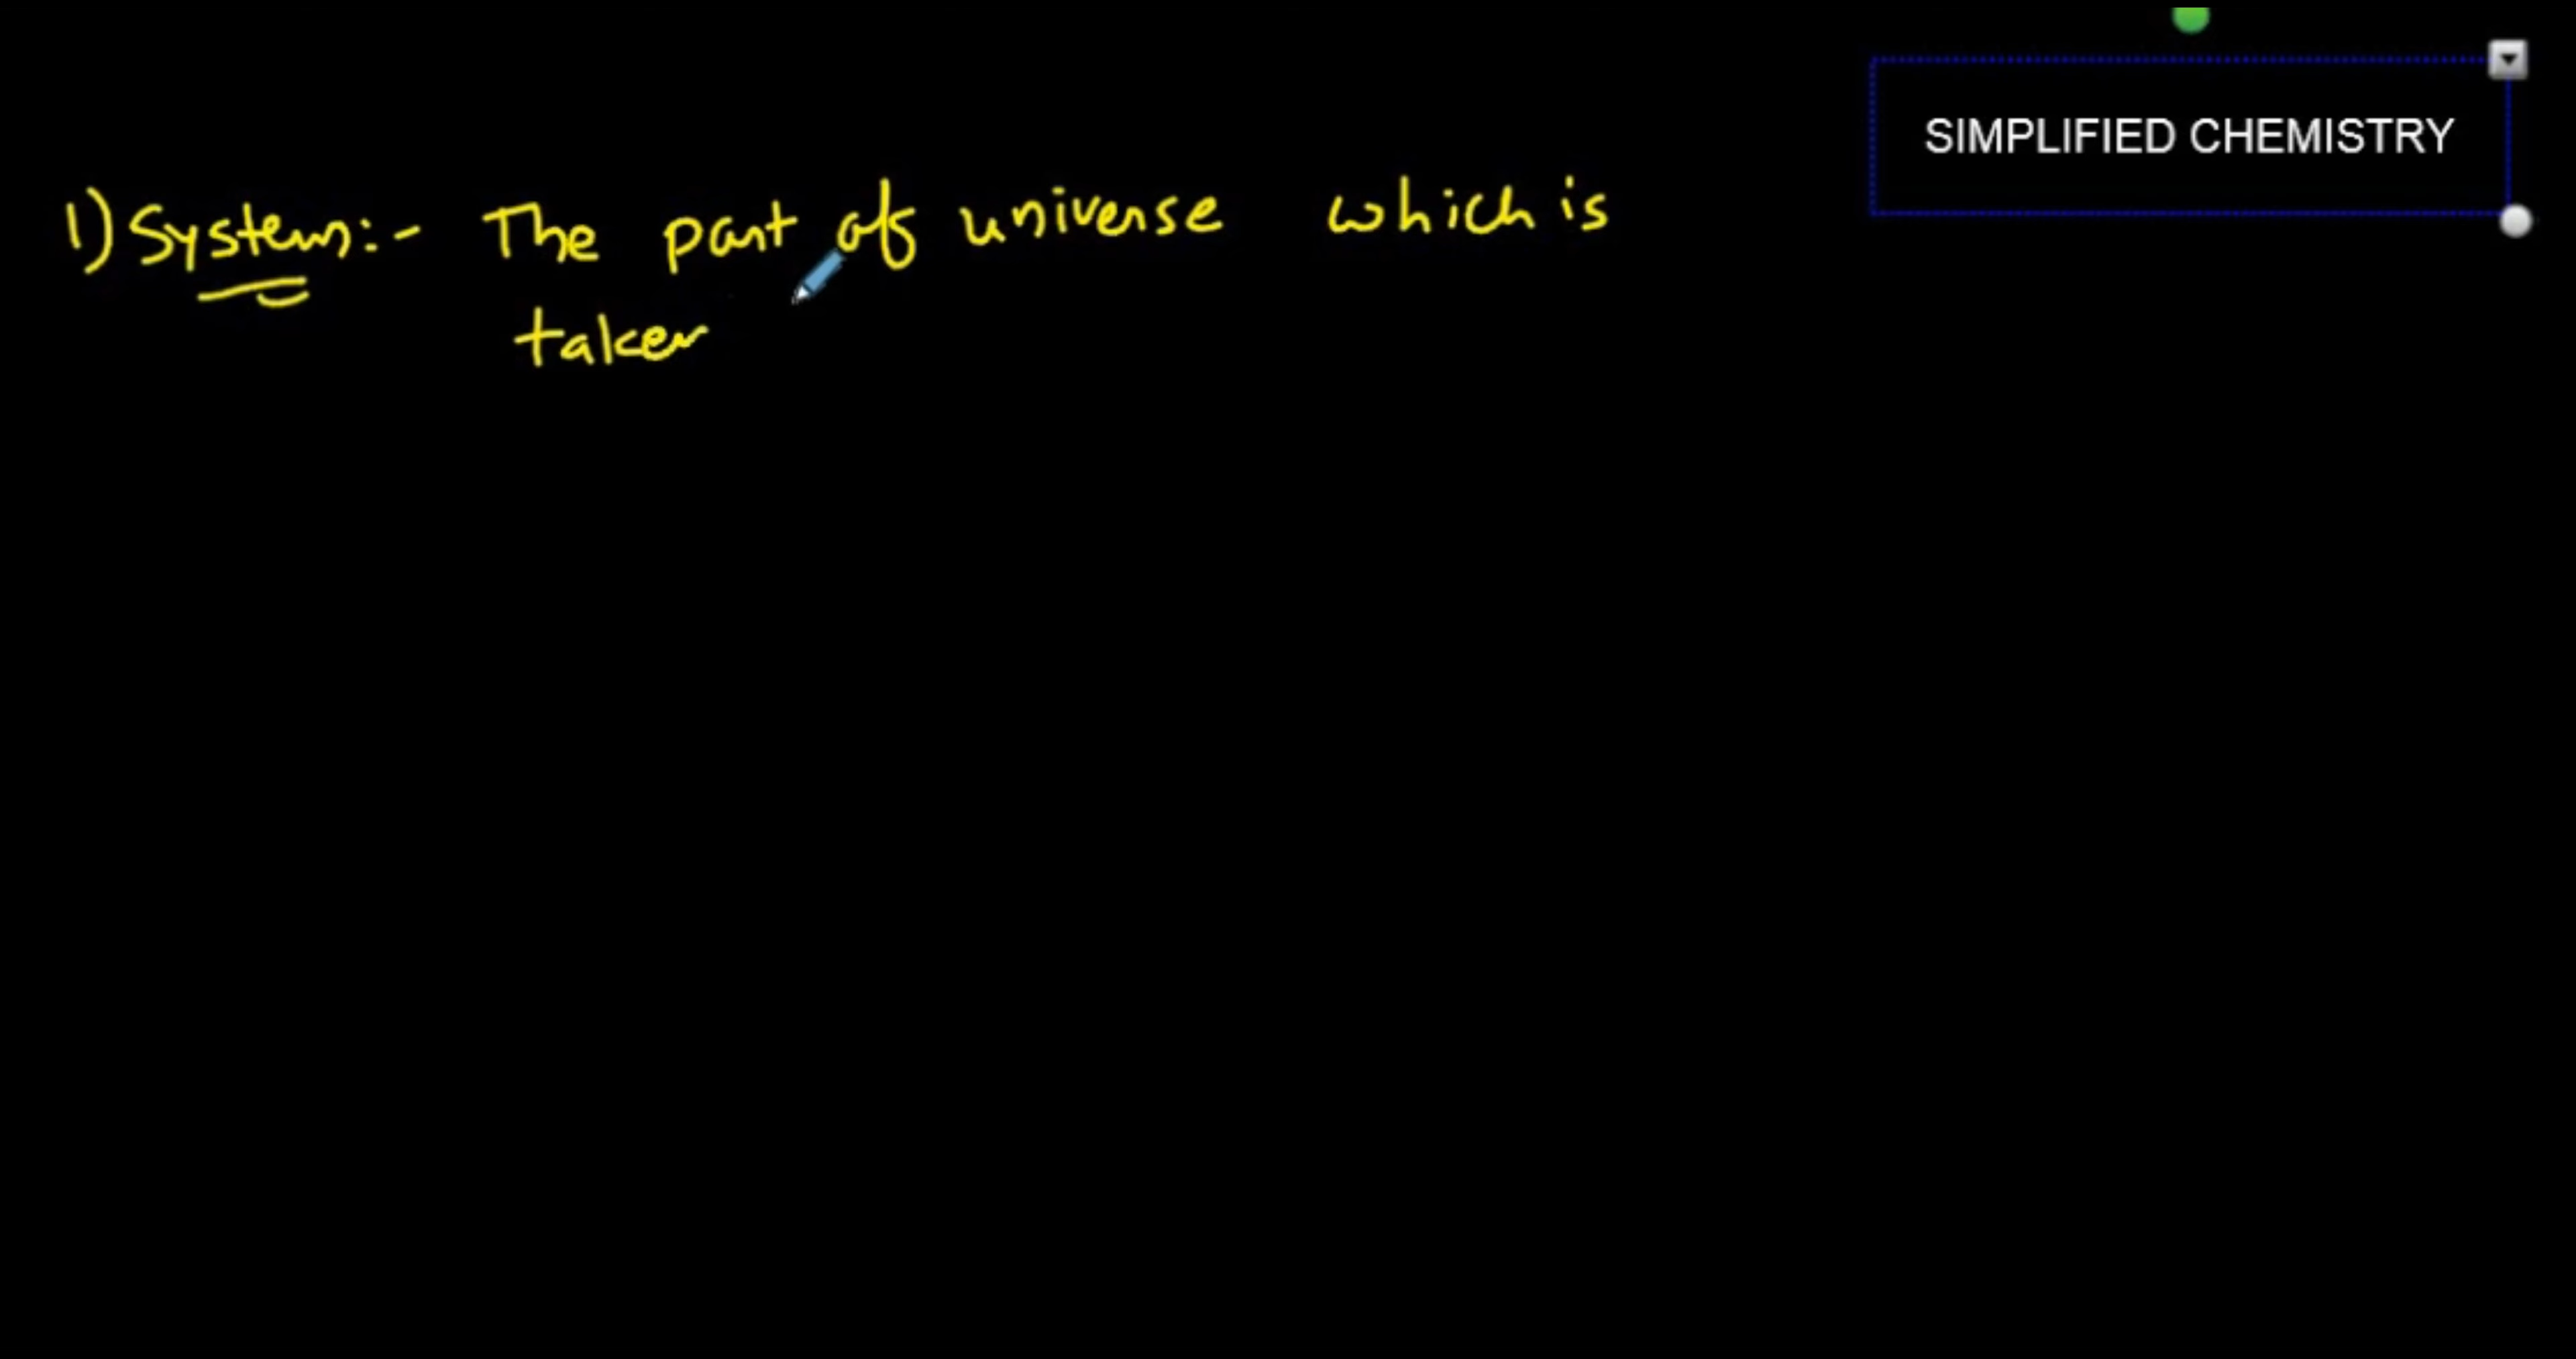 SIMPLIFIED CHEMISTRY
1) System:- The part of universe which is
taken